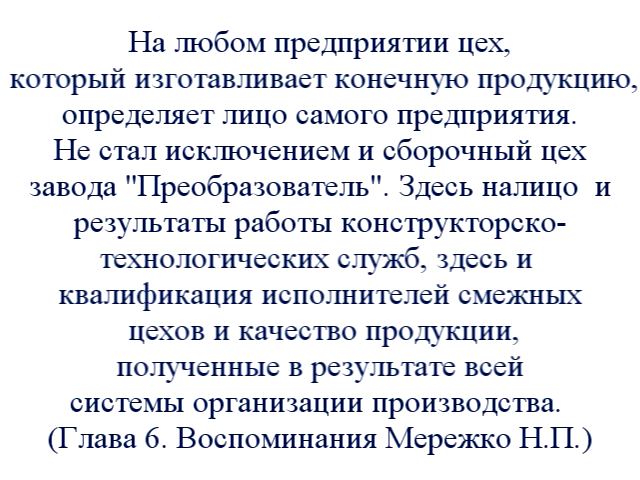 На любом предприятии цех,
который изготавливает конечную продукцию,
определяет лицо самого предприятия.
Не стал исключением и сборочный цех
завода "Преобразователь". Здесь налицо  и
результаты работы конструкторско-
технологических служб, здесь и
квалификация исполнителей смежных
цехов и качество продукции,
полученные в результате всей
системы организации производства.
(Глава 6. Воспоминания Мережко Н.П.)